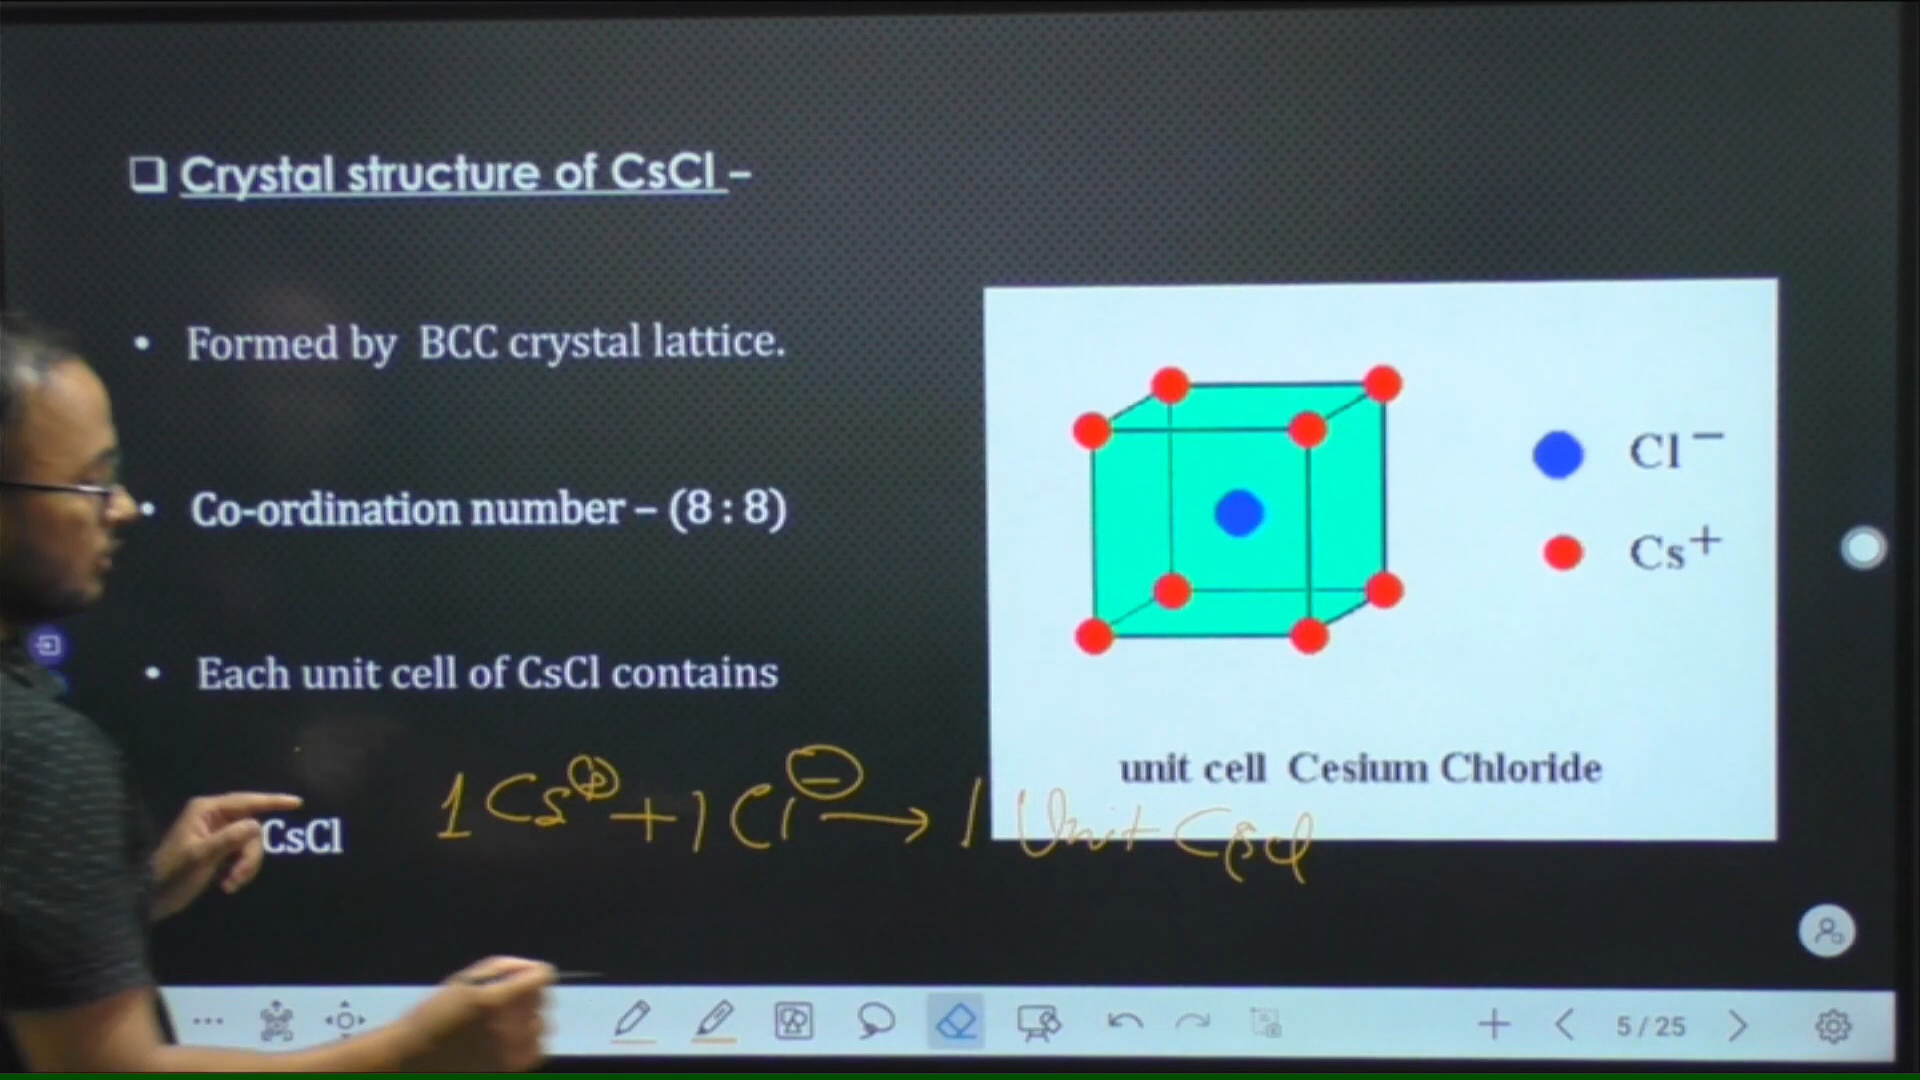 ❑ Crystal structure of CsCl –
• Formed by BCC crystal lattice.
• Co-ordination number – (8 : 8)
• Each unit cell of CsCl contains
CsCl
1 Cs⊕ + 1 Cl⊖ → 1 Unit CsCl
Cl −
Cs +
unit cell Cesium Chloride
5 / 25